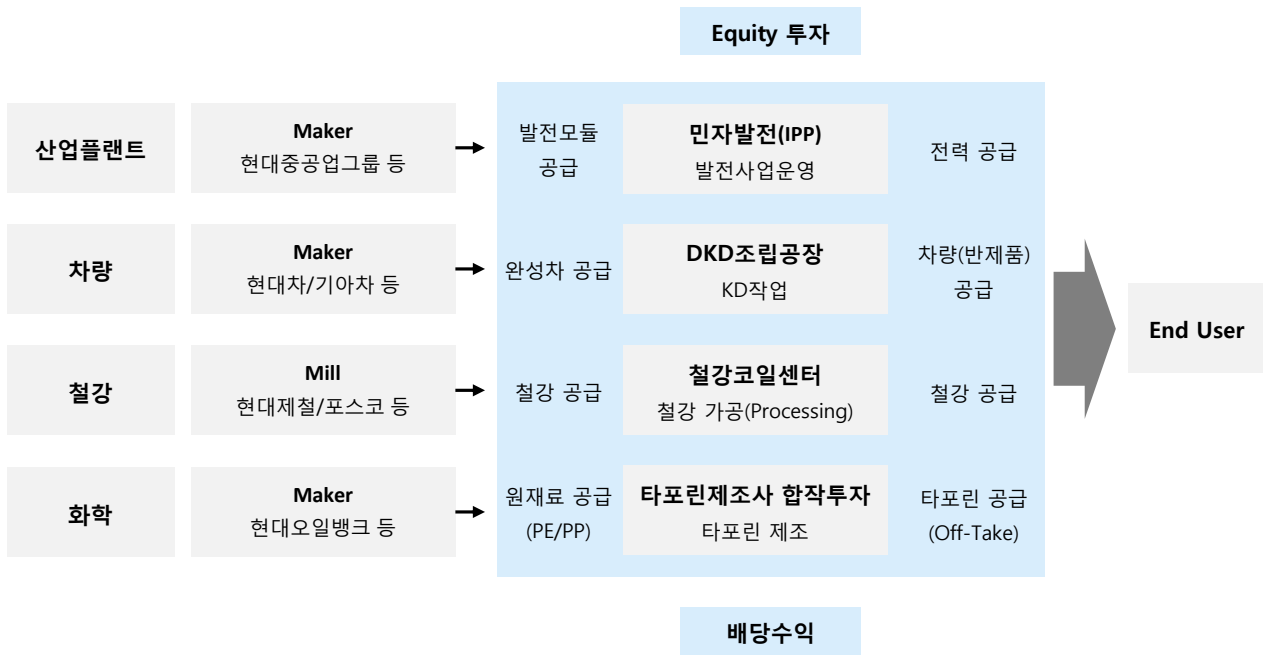 Equity 투자
산업플랜트
Maker
현대중공업그룹 등
발전모듈
공급
민자발전(IPP)
발전사업운영
전력 공급
차량
Maker
현대차/기아차 등
완성차 공급
DKD조립공장
KD작업
차량(반제품)
공급
철강
Mill
현대제철/포스코 등
철강 공급
철강코일센터
철강 가공(Processing)
철강 공급
화학
Maker
현대오일뱅크 등
원재료 공급
(PE/PP)
타포린제조사 합작투자
타포린 제조
타포린 공급
(Off-Take)
End User
배당수익